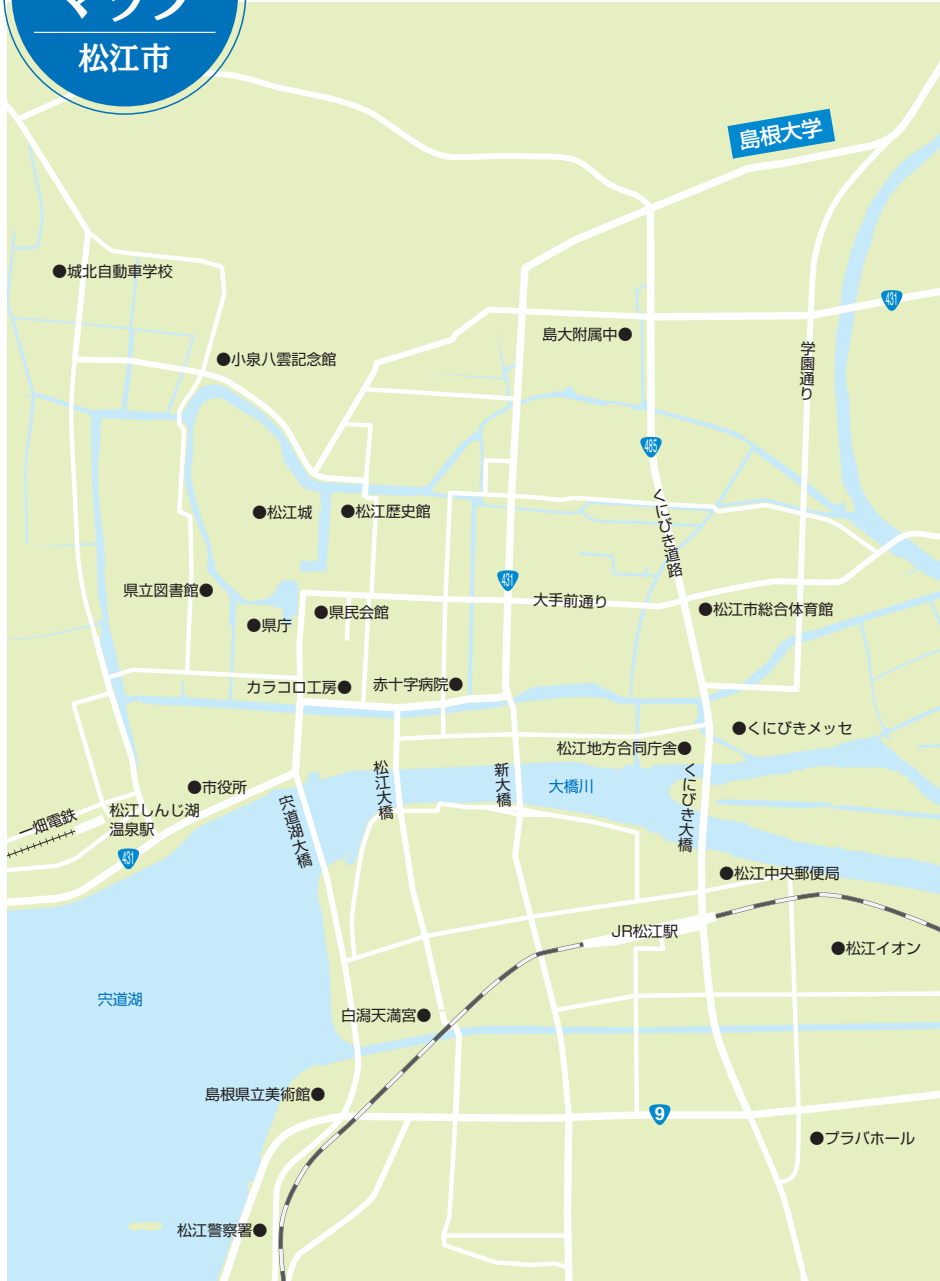 マップ
松江市
島根大学
●城北自動車学校
431
島大附属中●
●小泉八雲記念館
学園通り
485
くにびき道路
●松江城
●松江歴史館
県立図書館●
431
大手前通り
●県民会館
●松江市総合体育館
●県庁
カラコロ工房●
赤十字病院●
●くにびきメッセ
松江地方合同庁舎●
●市役所
宍道湖大橋
松江大橋
新大橋
大橋川
くにびき大橋
一畑電鉄
松江しんじ湖
温泉駅
431
●松江中央郵便局
JR松江駅
●松江イオン
宍道湖
白潟天満宮●
島根県立美術館●
9
●プラバホール
松江警察署●